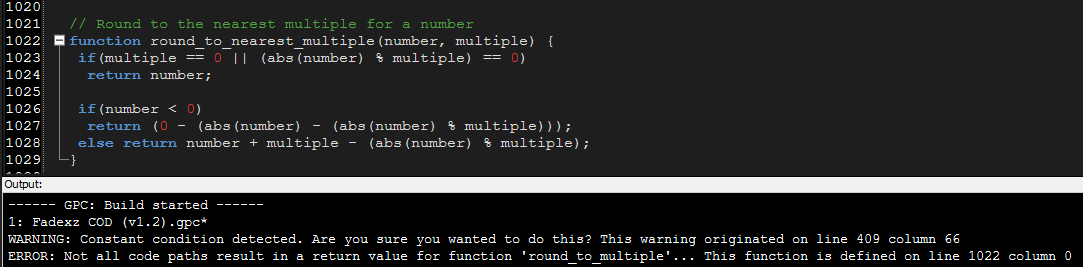 1020
1021 // Round to the nearest multiple for a number
1022 function round_to_nearest_multiple(number, multiple) {
1023 if(multiple == 0 || (abs(number) % multiple) == 0)
1024 return number;
1025
1026 if(number < 0)
1027 return (0 - (abs(number) - (abs(number) % multiple)));
1028 else return number + multiple - (abs(number) % multiple);
1029 }
Output:
------ GPC: Build started ------
1: Fadexz COD (v1.2).gpc*
WARNING: Constant condition detected. Are you sure you wanted to do this? This warning originated on line 409 column 66
ERROR: Not all code paths result in a return value for function 'round_to_multiple'... This function is defined on line 1022 column 0